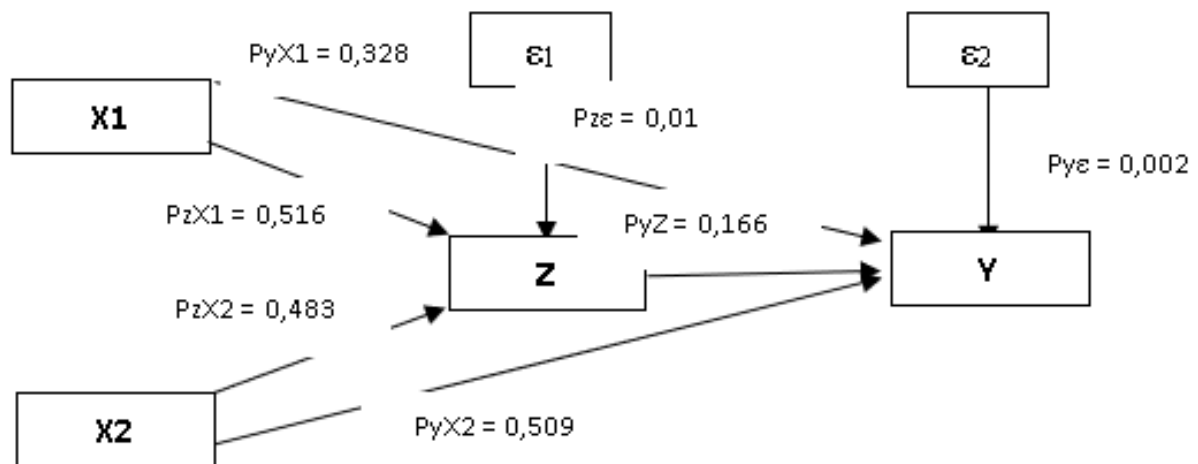 PyX1 = 0,328
ε1
ε2
X1
Pzε = 0,01
Pyε = 0,002
PzX1 = 0,516
PyZ = 0,166
Z
Y
PzX2 = 0,483
X2
PyX2 = 0,509